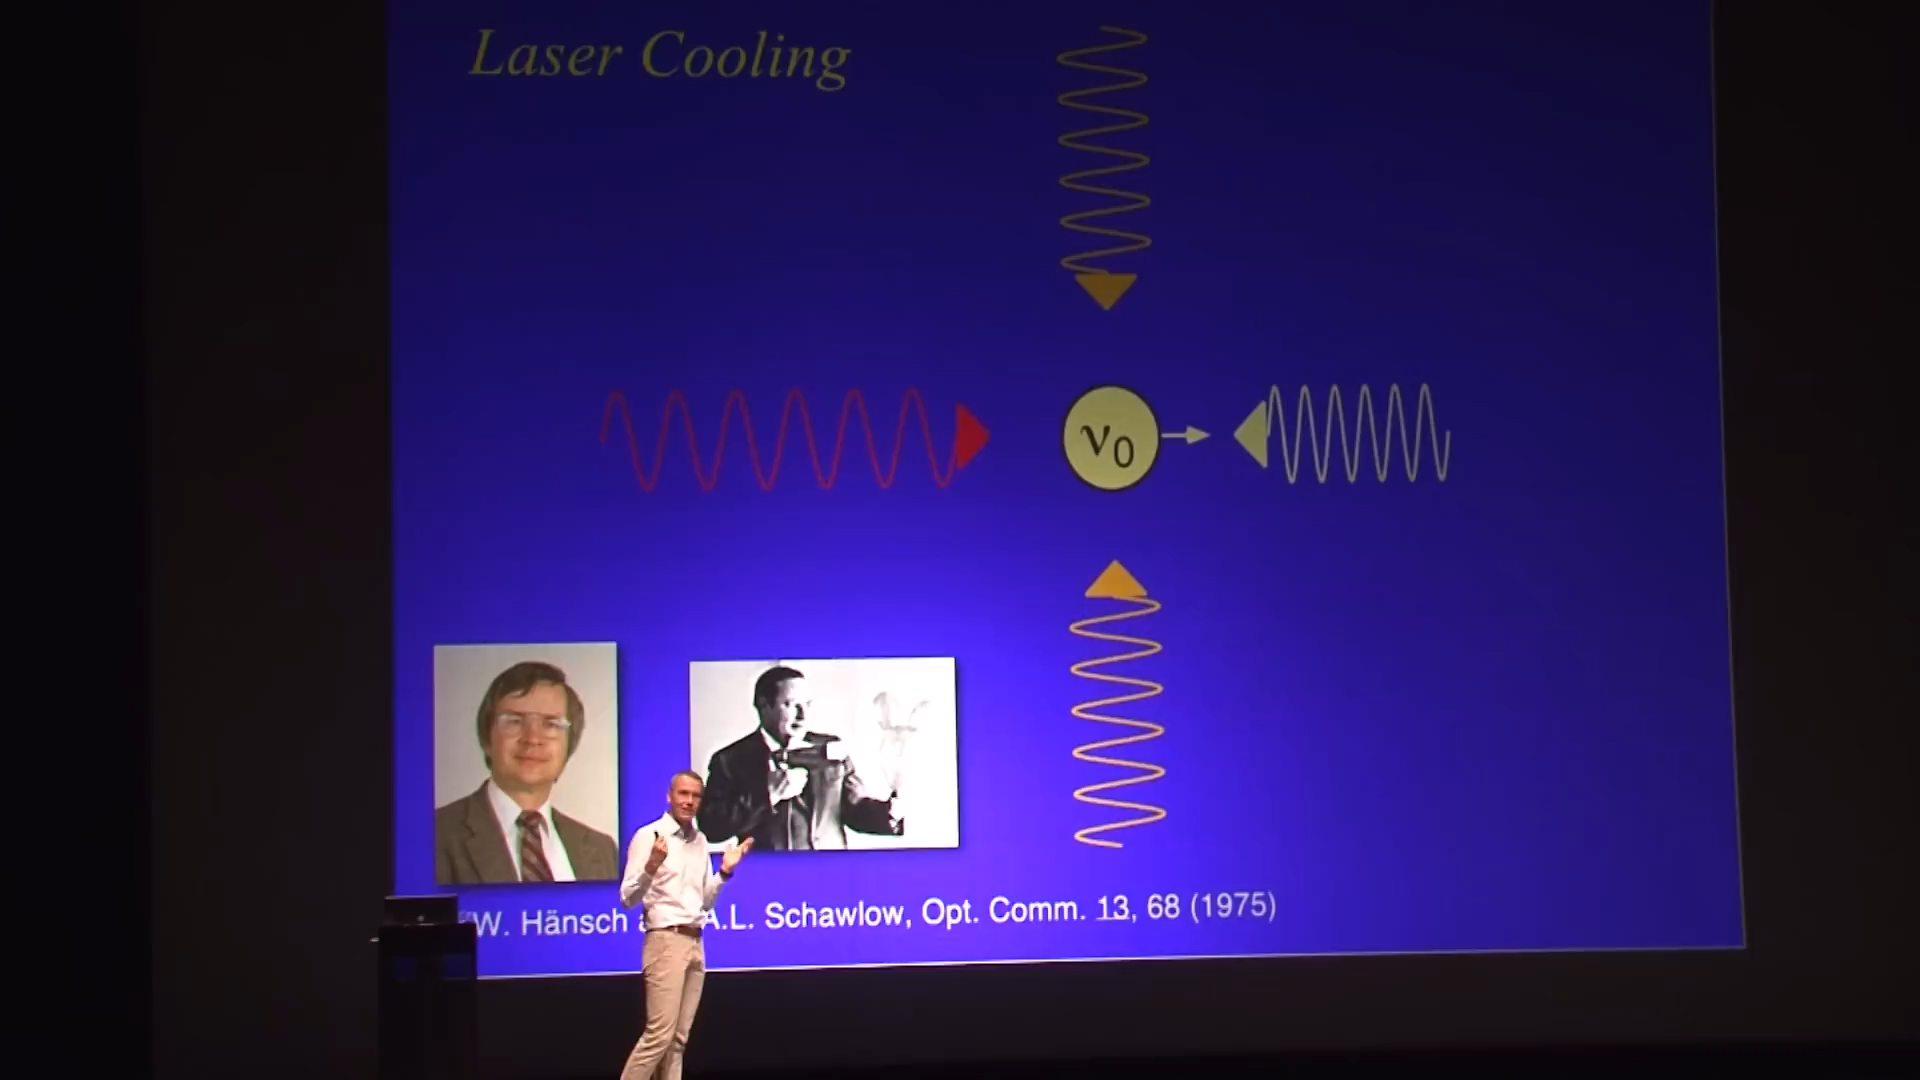 Laser Cooling
ν0
W. Hänsch a A.L. Schawlow, Opt. Comm. 13, 68 (1975)